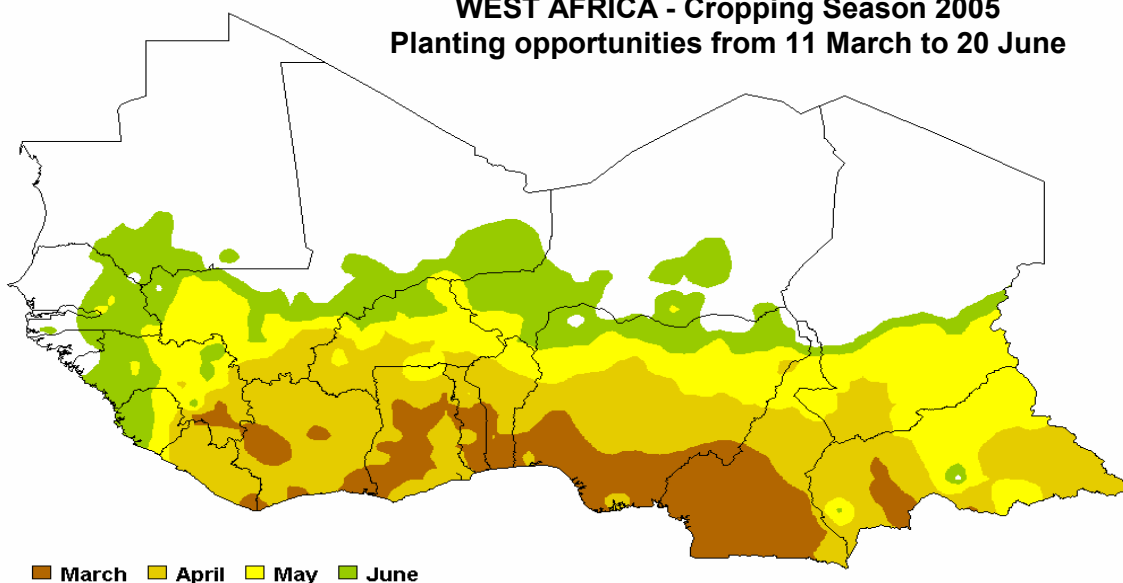 WEST AFRICA - Cropping Season 2005
Planting opportunities from 11 March to 20 June
March April May June